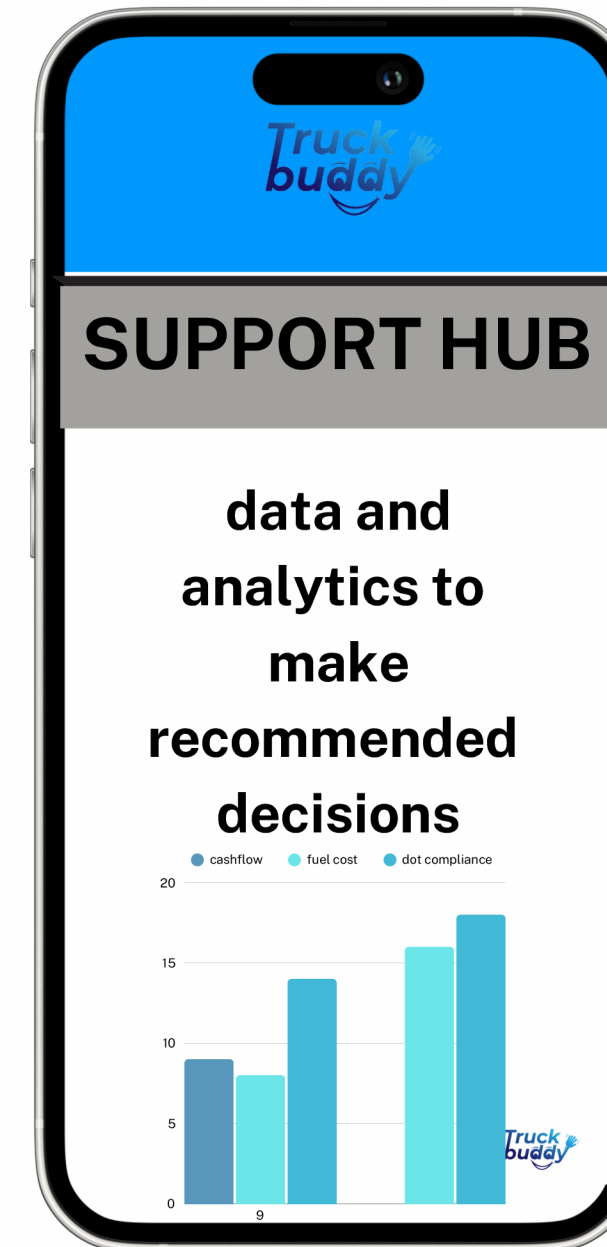 Truck
buddy
SUPPORT HUB
data and
analytics to
make
recommended
decisions
cashflow fuel cost dot compliance
20
15
10
5
0
9
Truck
buddy